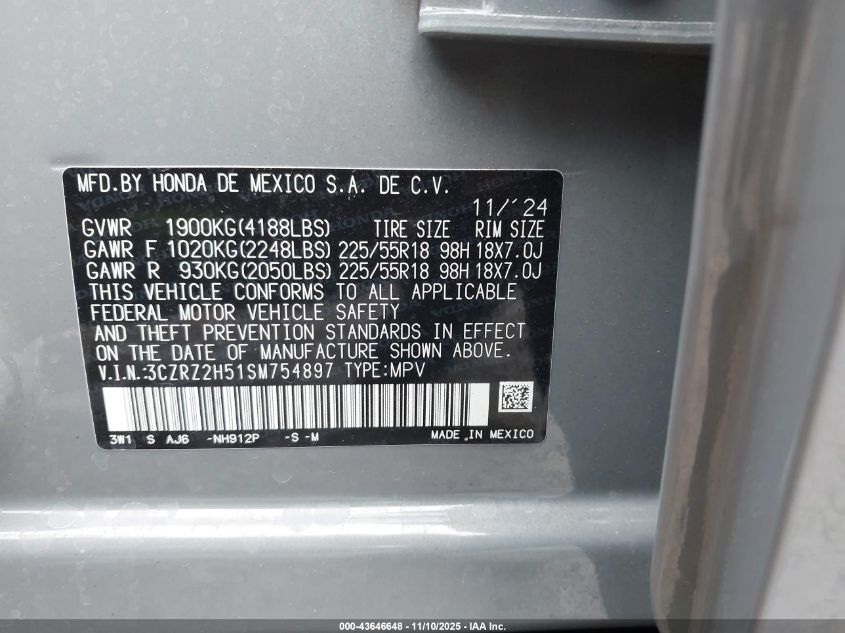 MFD.BY HONDA DE MEXICO S.A. DE C.V.
11/'24
GVWR 1900KG(4188LBS) TIRE SIZE RIM SIZE
GAWR F 1020KG(2248LBS) 225/55R18 98H 18X7.0J
GAWR R 930KG(2050LBS) 225/55R18 98H 18X7.0J
THIS VEHICLE CONFORMS TO ALL APPLICABLE
FEDERAL MOTOR VEHICLE SAFETY
AND THEFT PREVENTION STANDARDS IN EFFECT
ON THE DATE OF MANUFACTURE SHOWN ABOVE.
V.I.N.:3CZRZ2H51SM754897 TYPE:MPV
3W1 S AJ6 -NH912P -S -M MADE IN MEXICO
000-43646648 - 11/10/2025 - IAA Inc.